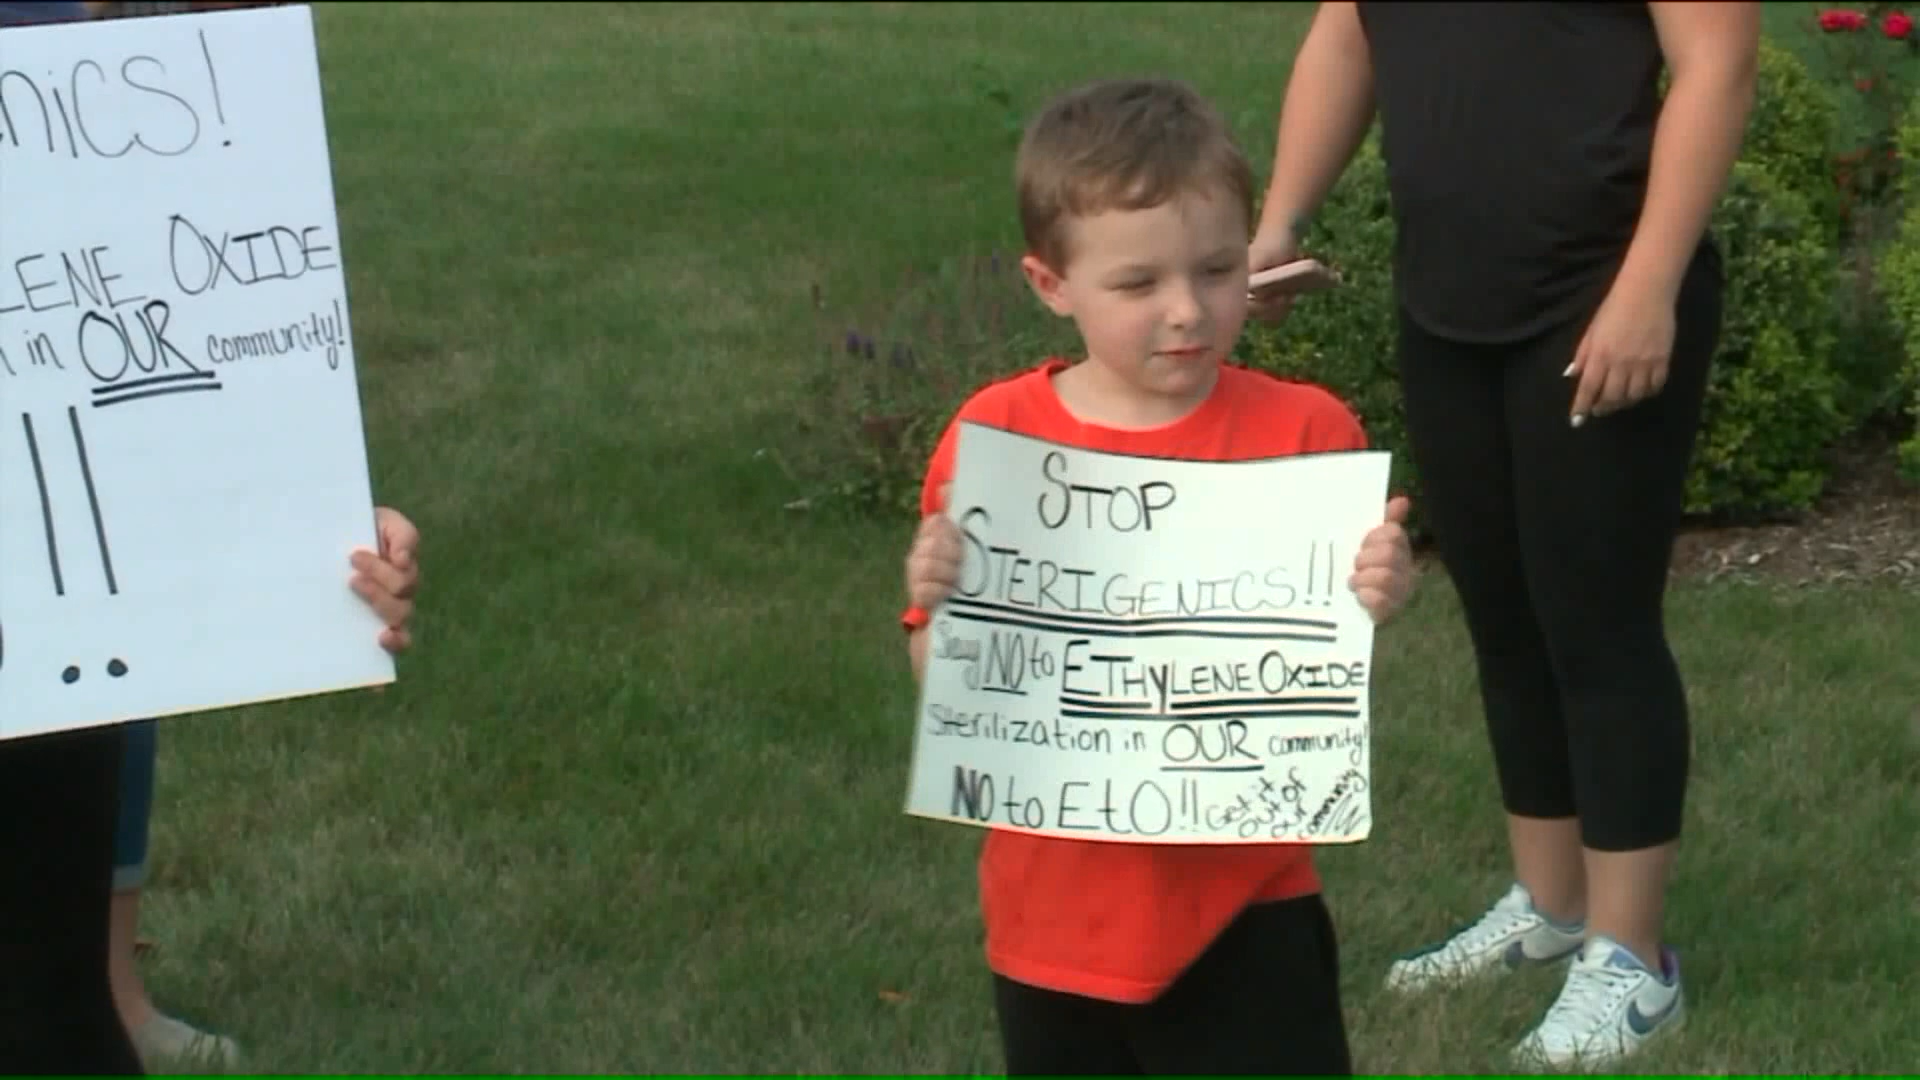 nics!
LENE OXIDE
in OUR community!
!!
STOP
STERIGENICS!!
Say NO to ETHYLENE OXIDE
Sterilization in OUR community!
NO to EtO!! Get it
out of
our
community